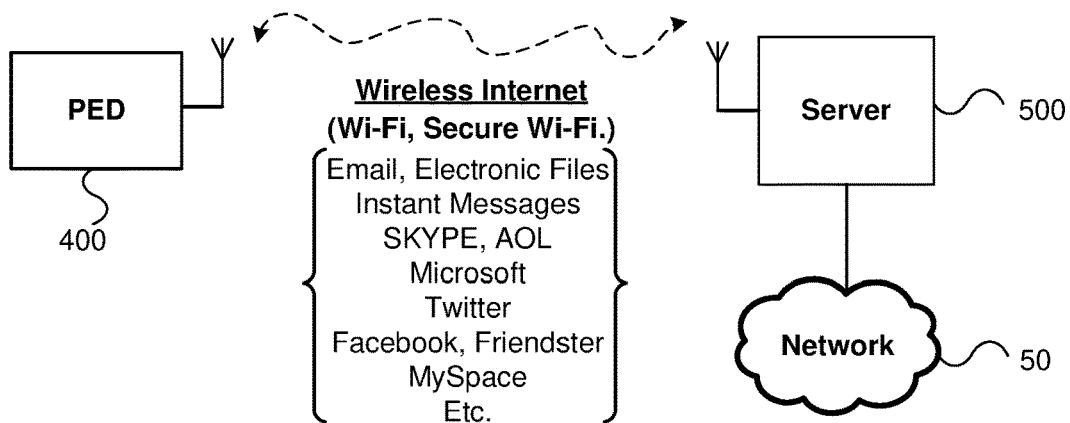 PED
400
Wireless Internet
(Wi-Fi, Secure Wi-Fi.)
Email, Electronic Files
Instant Messages
SKYPE, AOL
Microsoft
Twitter
Facebook, Friendster
MySpace
Etc.
Server
500
Network
50